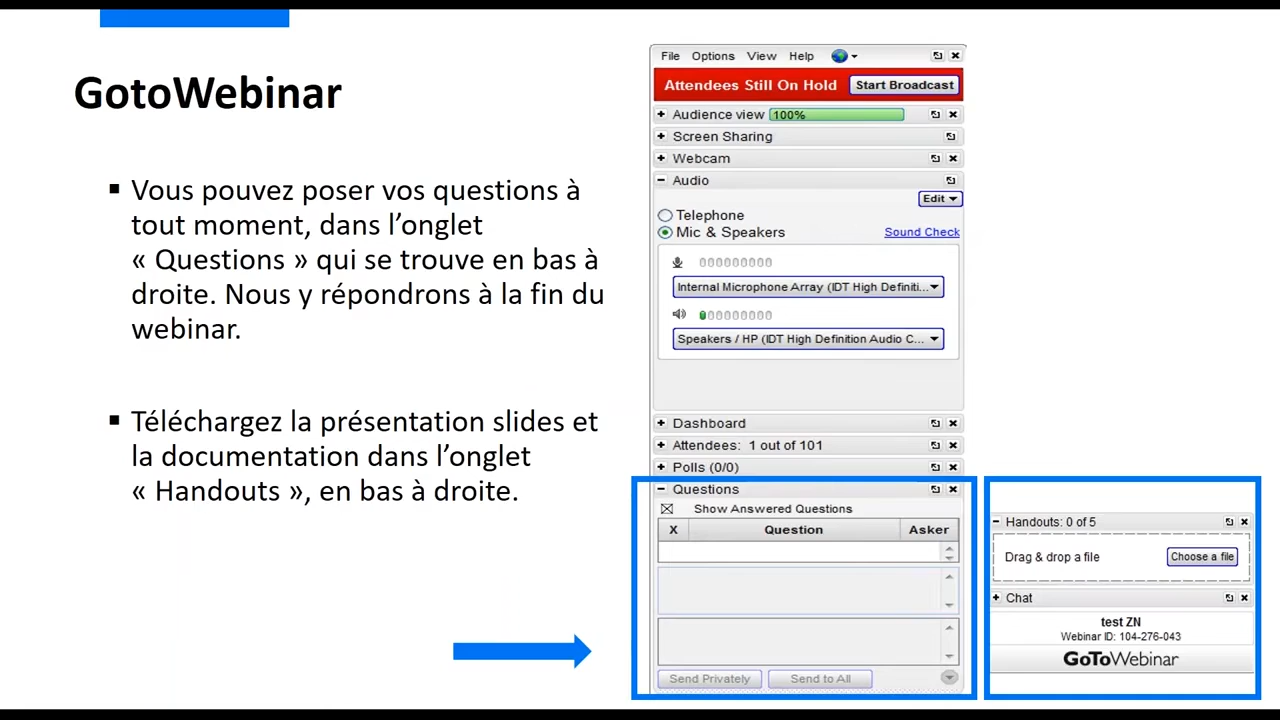 GotoWebinar
Vous pouvez poser vos questions à
tout moment, dans l’onglet
« Questions » qui se trouve en bas à
droite. Nous y répondrons à la fin du
webinar.
Téléchargez la présentation slides et
la documentation dans l’onglet
« Handouts », en bas à droite.
File Options View Help
Attendees Still On Hold Start Broadcast
Audience view 100%
Screen Sharing
Webcam
Audio
Edit
Telephone
Mic & Speakers Sound Check
Internal Microphone Array (IDT High Definiti...
Speakers / HP (IDT High Definition Audio C...
Dashboard
Attendees: 1 out of 101
Polls (0/0)
Questions
Show Answered Questions
X Question Asker
Send Privately Send to All
Handouts: 0 of 5
Drag & drop a file Choose a file
Chat
test ZN
Webinar ID: 104-276-043
GoToWebinar